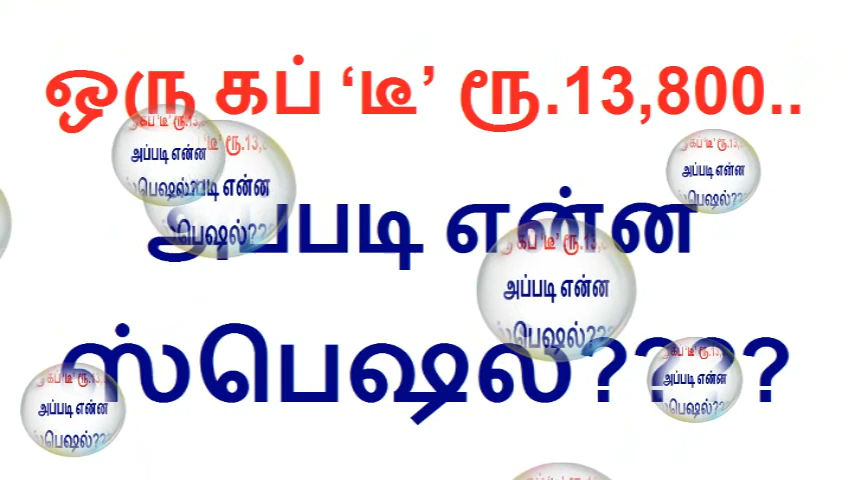 ஒரு கப் ‘டீ’ ரூ.13,800..
அப்படி என்ன
ஸ்பெஷல்????